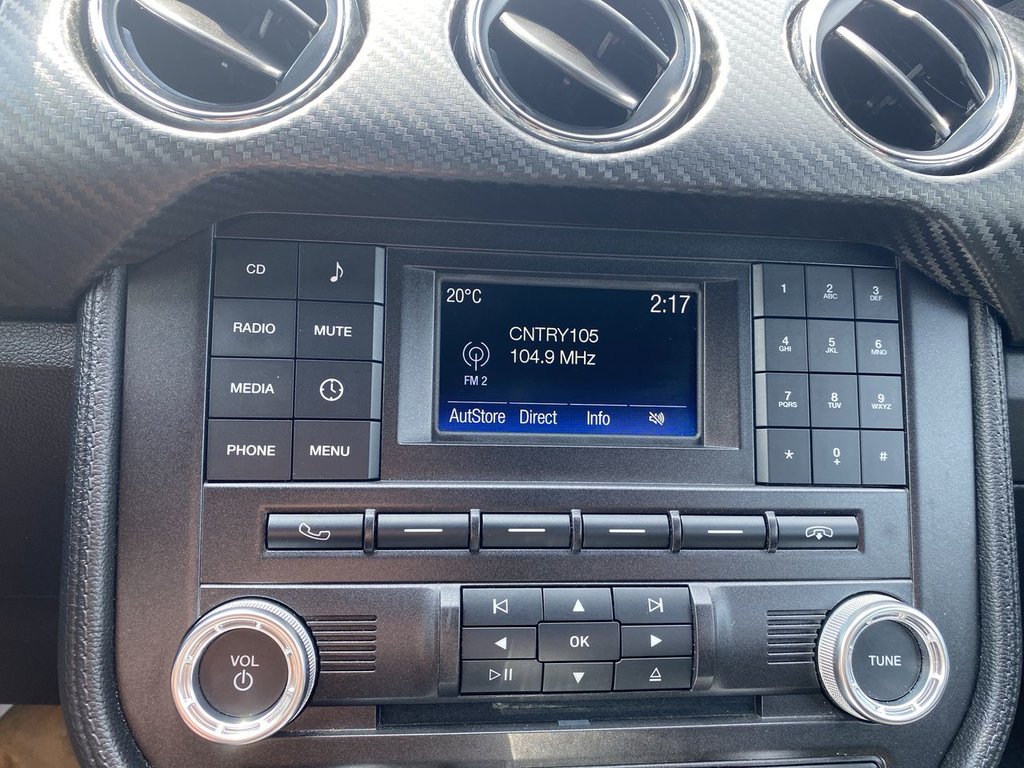 20°C 2:17
CNTRY105
104.9 MHz
FM 2
AutStore Direct Info
CD
RADIO MUTE
MEDIA
PHONE MENU
1 2 ABC 3 DEF
4 GHI 5 JKL 6 MNO
7 PQRS 8 TUV 9 WXYZ
* 0 + #
OK
VOL
TUNE